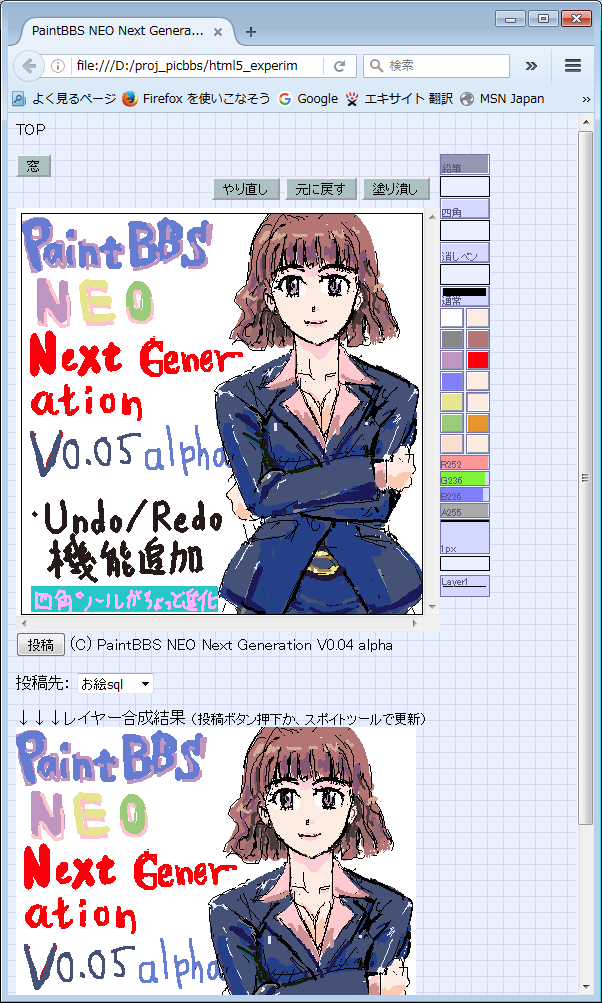 PaintBBS NEO Next Genera...
file:///D:/proj_picbbs/html5_experim
検索
よく見るページ Firefox を使いこなそう Google エキサイト 翻訳 MSN Japan
TOP
窓
やり直し 元に戻す 塗り潰し
鉛筆
四角
消しペン
通常
R252
G236
B226
A255
1px
Layer1
PaintBBS
NEO
Next Gener-
ation
V0.05 alpha
・Undo/Redo
機能追加
四角ツールがちょっと進化
投稿 (C) PaintBBS NEO Next Generation V0.04 alpha
投稿先: お絵sql
↓↓↓レイヤー合成結果 (投稿ボタン押下か、スポイトツールで更新)
PaintBBS
NEO
Next Gener-
ation
V0.05 alpha